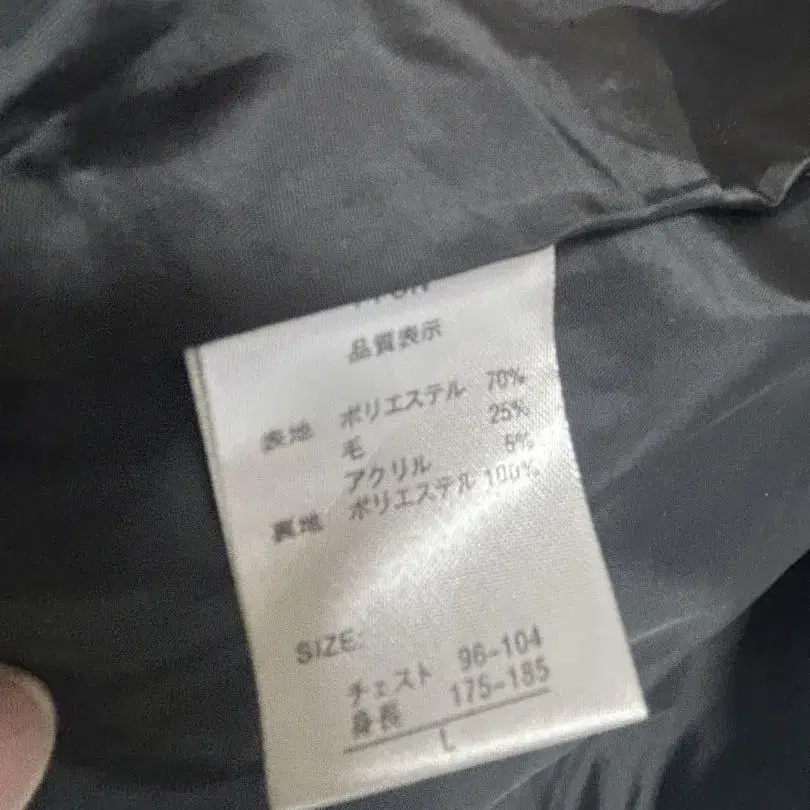 品質表示
表地 ポリエステル 70%
毛 25%
アクリル 5%
裏地 ポリエステル 100%
SIZE:
チェスト 96-104
身長 175-185
L